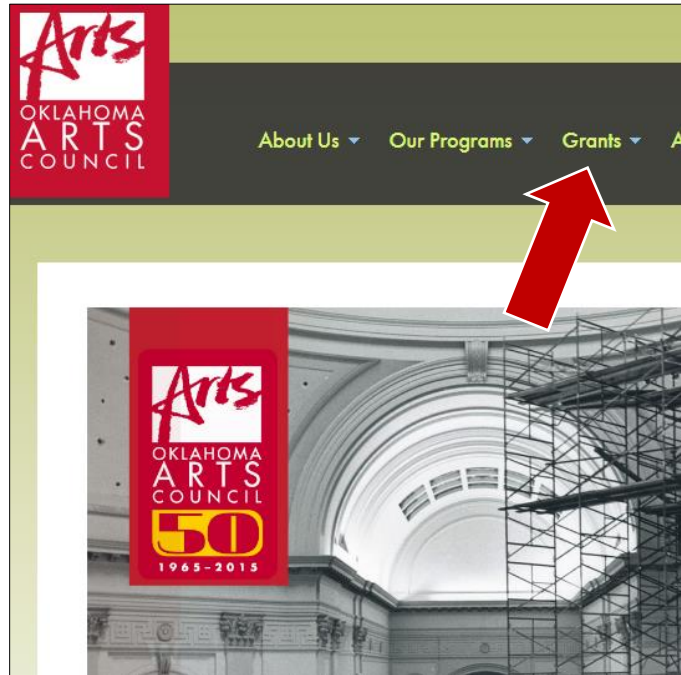 Arts
OKLAHOMA
ARTS
COUNCIL
About Us Our Programs Grants A
Arts
OKLAHOMA
ARTS
COUNCIL
50
1965-2015